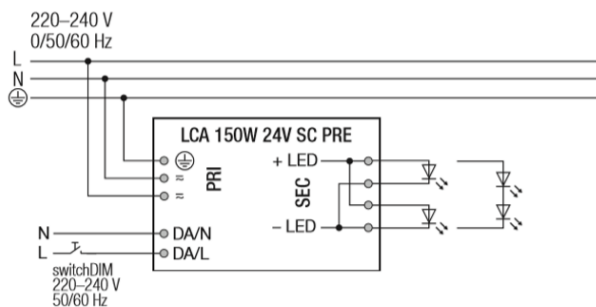 220–240 V
0/50/60 Hz
L
N
LCA 150W 24V SC PRE
+ LED
≂
PRI
SEC
≂
– LED
N
DA/N
L
DA/L
switchDIM
220–240 V
50/60 Hz